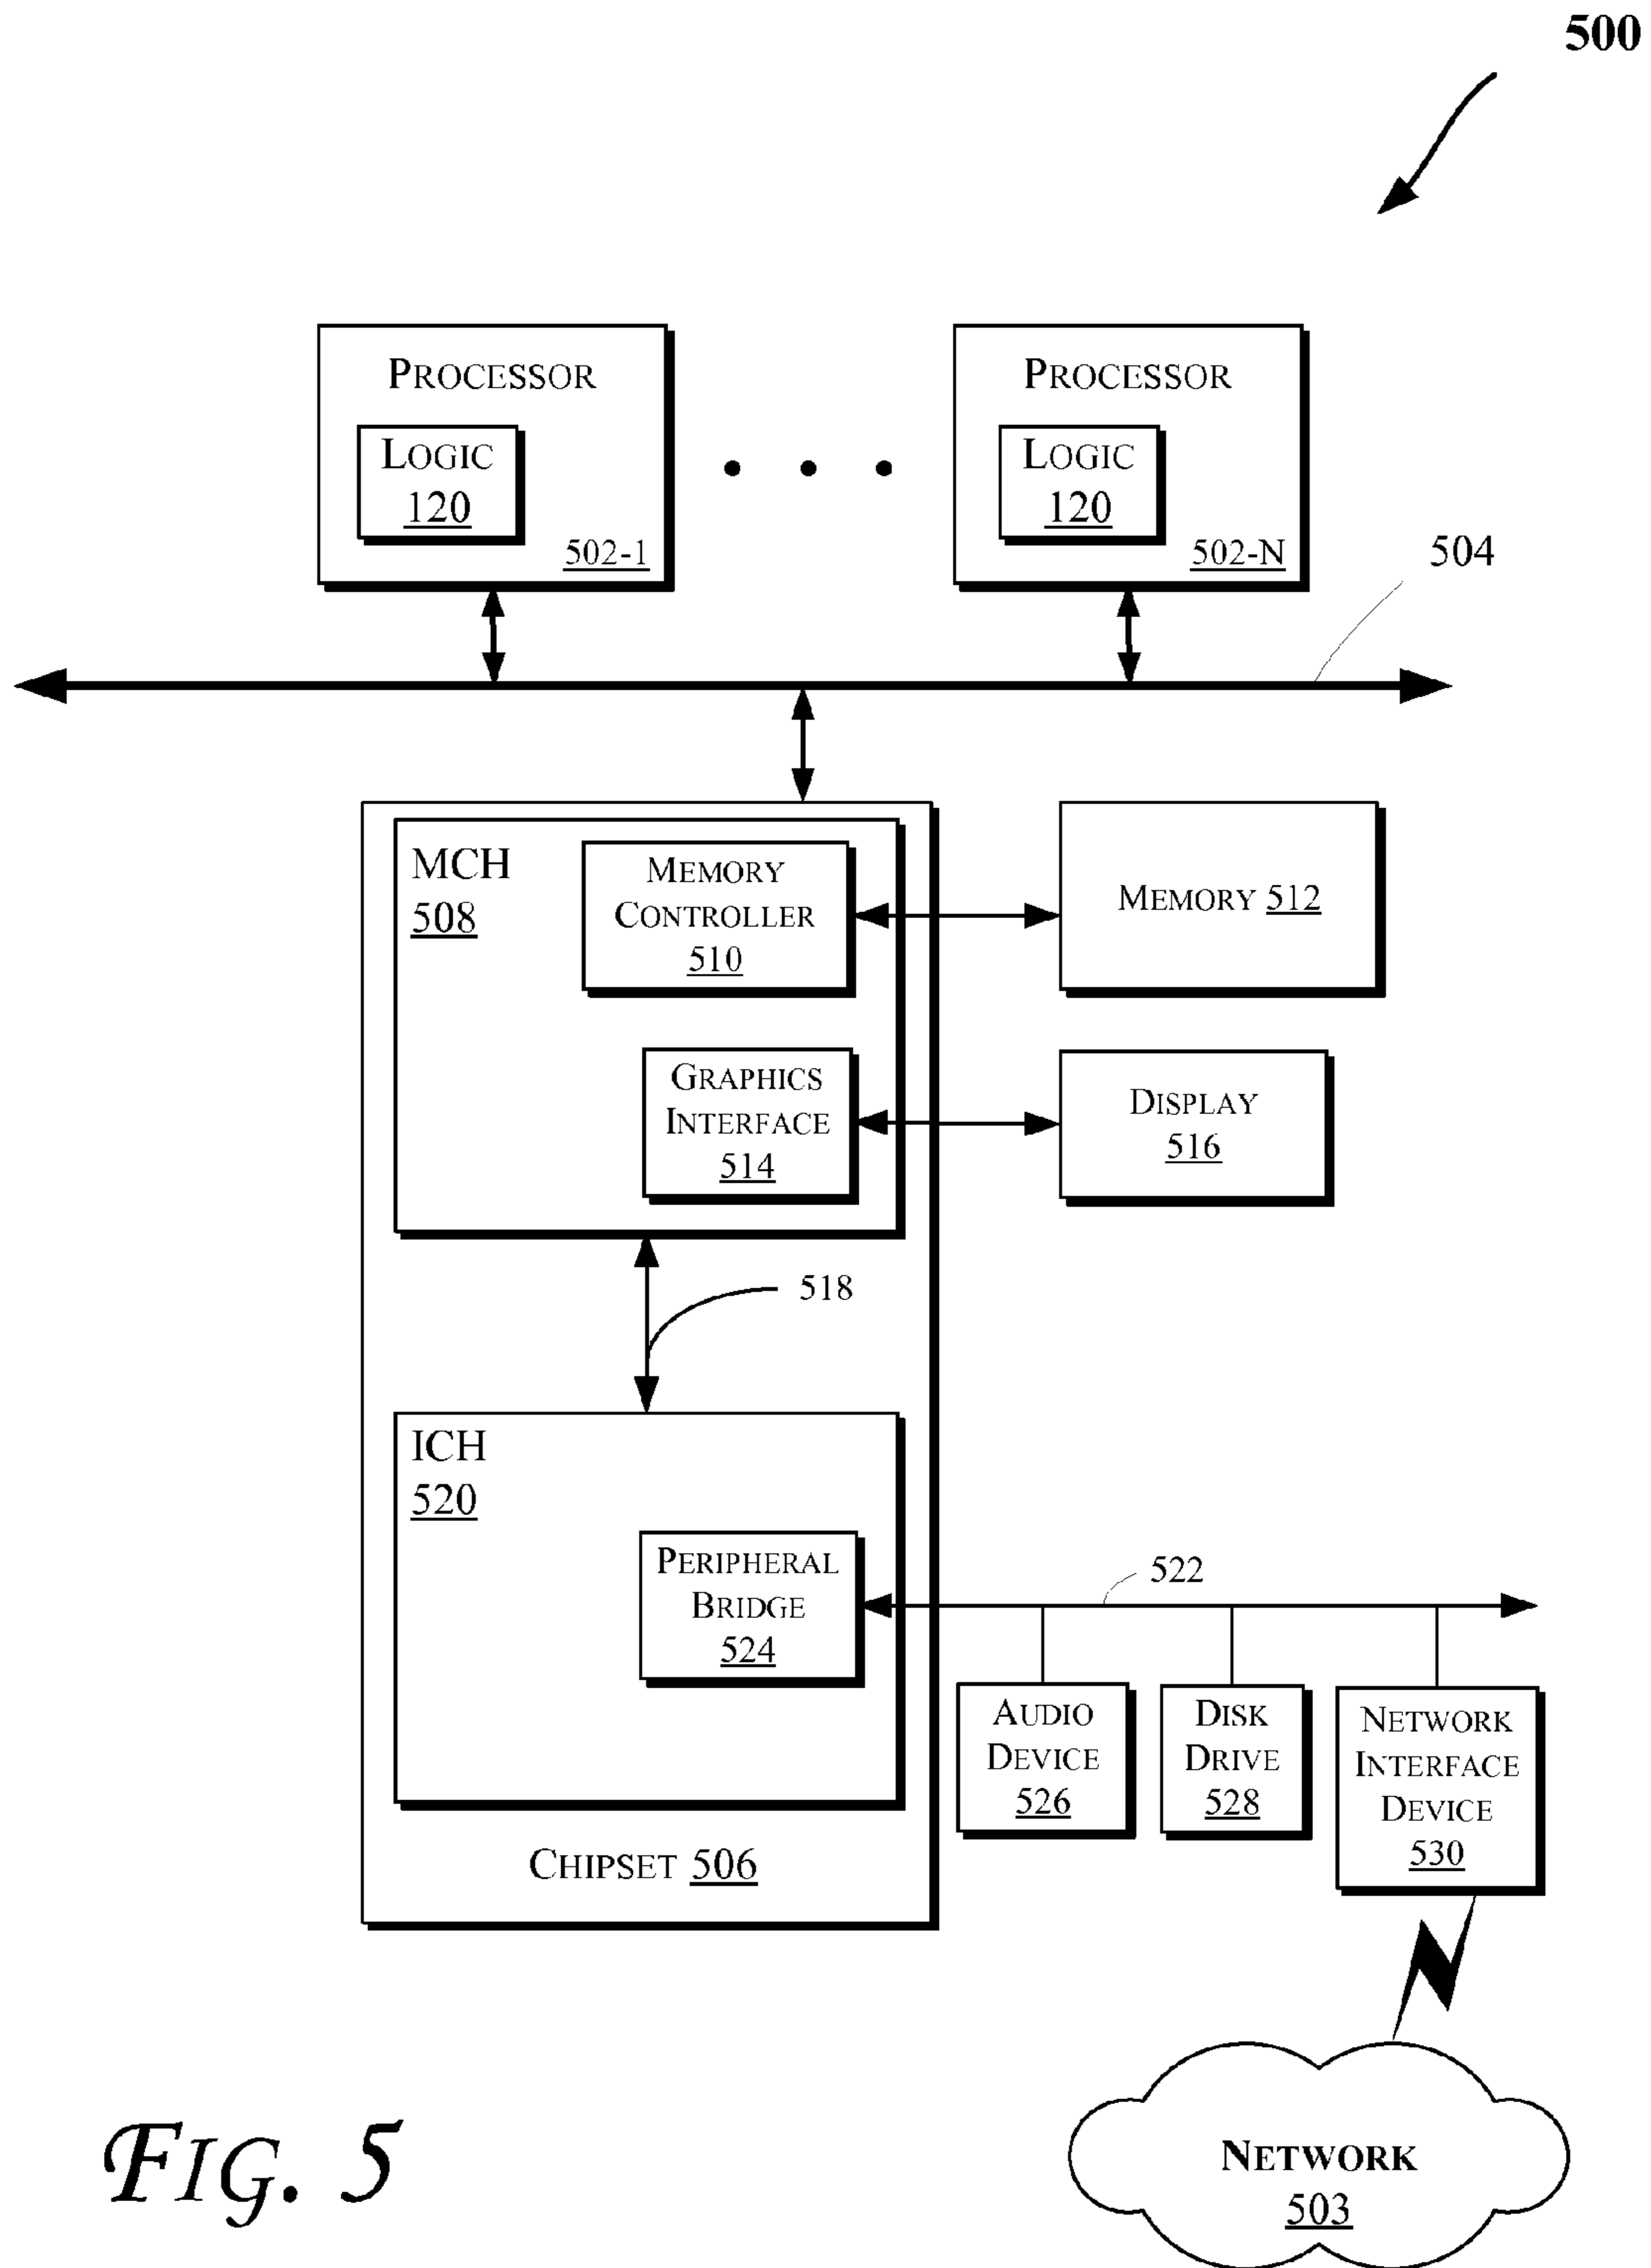 500
PROCESSOR
LOGIC
120
502-1
PROCESSOR
LOGIC
120
502-N
504
MCH
508
MEMORY
CONTROLLER
510
MEMORY 512
GRAPHICS
INTERFACE
514
DISPLAY
516
518
ICH
520
PERIPHERAL
BRIDGE
524
522
AUDIO
DEVICE
526
DISK
DRIVE
528
NETWORK
INTERFACE
DEVICE
530
CHIPSET 506
NETWORK
503
FIG. 5